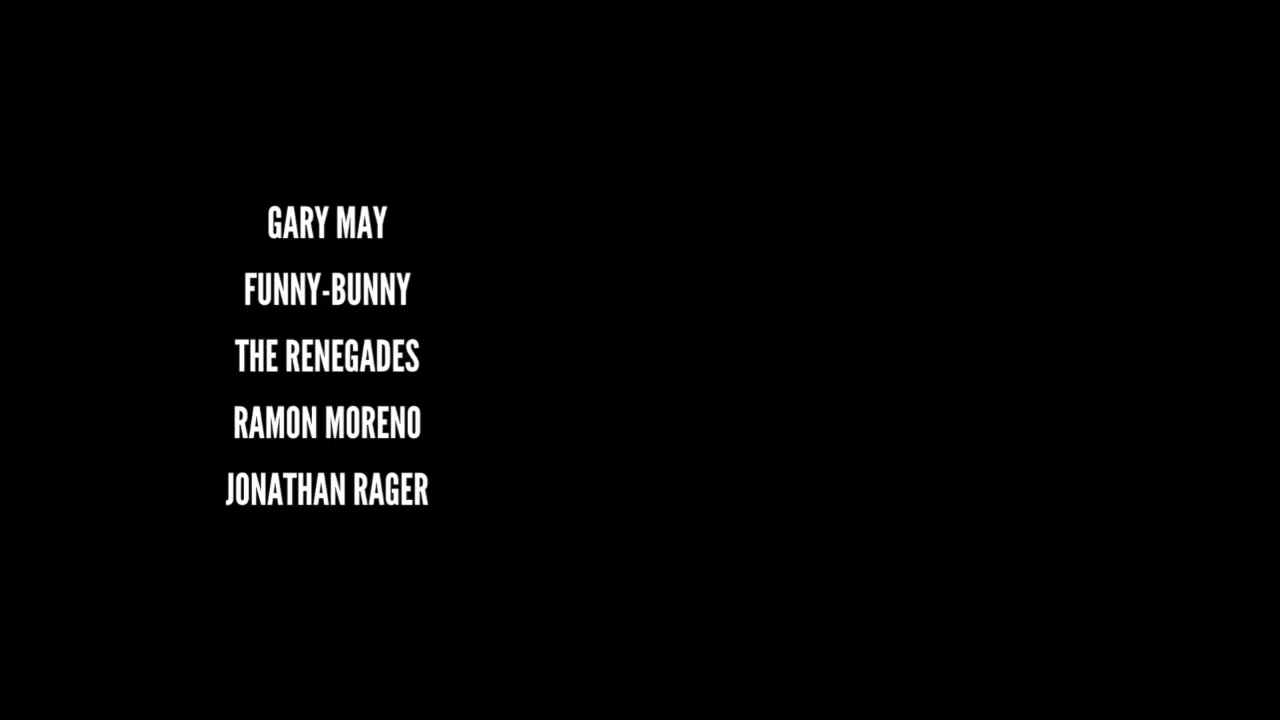 GARY MAY
FUNNY-BUNNY
THE RENEGADES
RAMON MORENO
JONATHAN RAGER